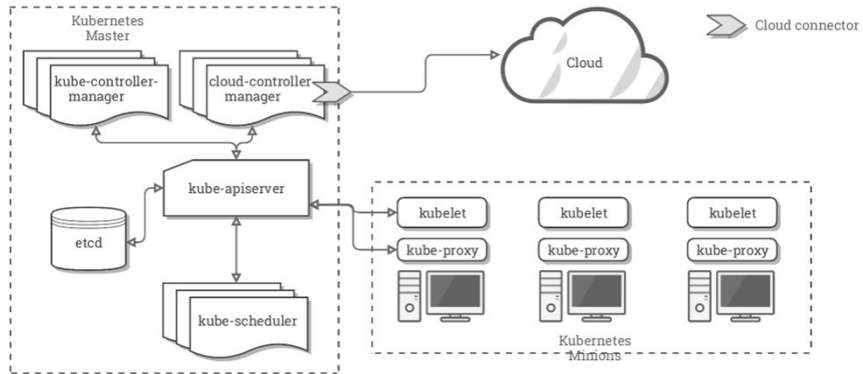 Kubernetes
Master
Cloud connector
kube-controller-
manager
cloud-controller
manager
Cloud
kube-apiserver
etcd
kubelet
kubelet
kubelet
kube-proxy
kube-proxy
kube-proxy
kube-scheduler
Kubernetes
Minions